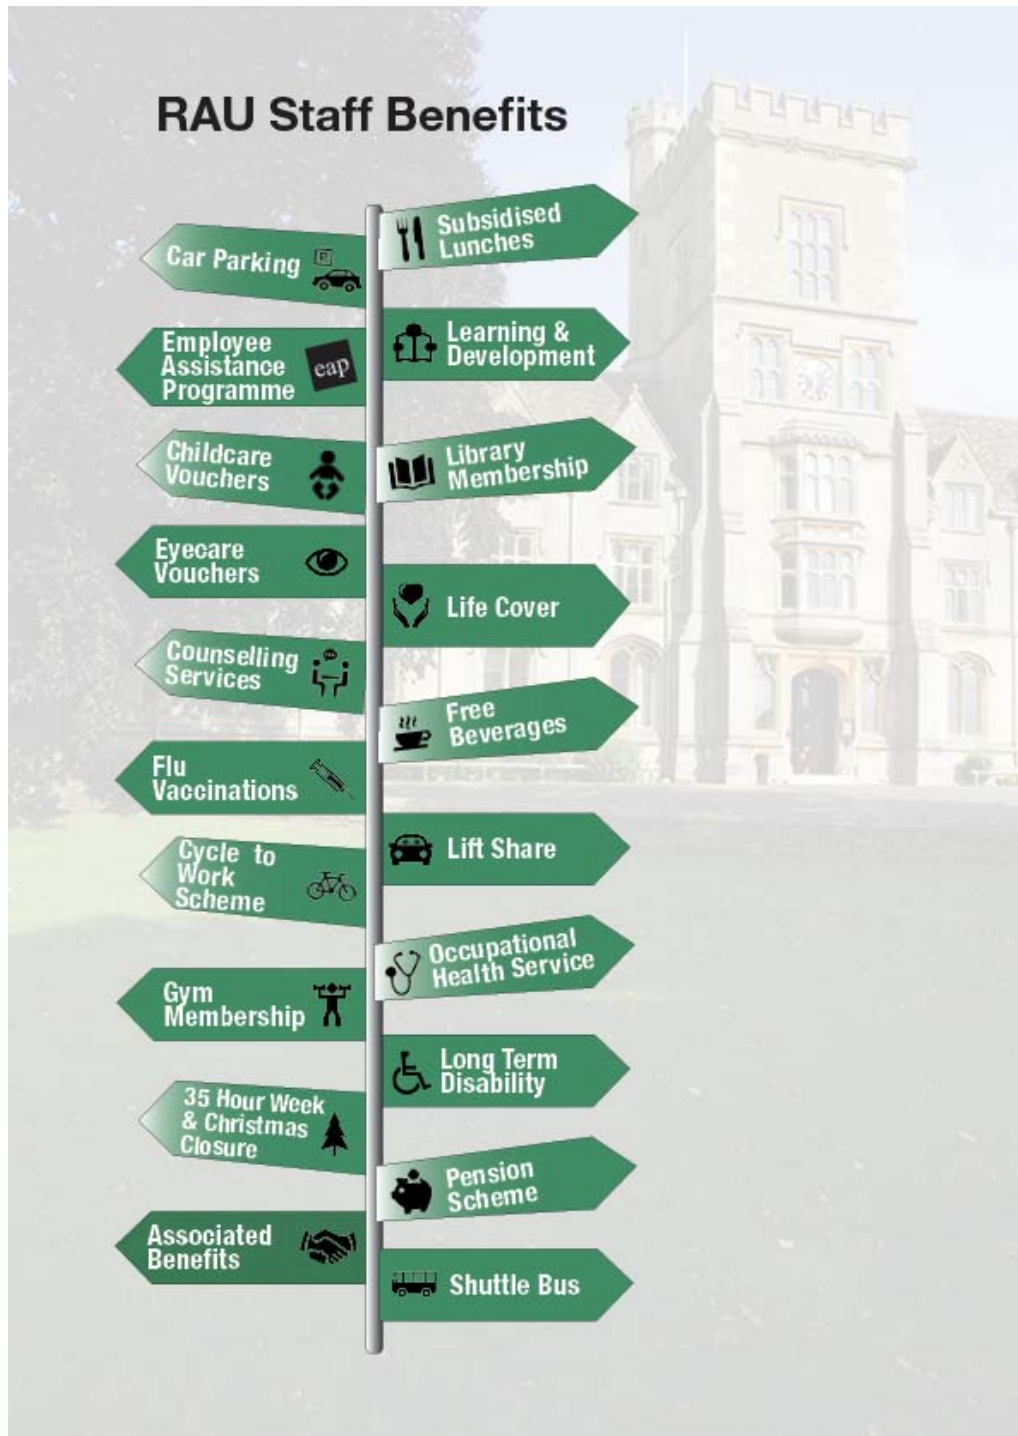 RAU Staff Benefits
Subsidised
Lunches
Car Parking
P
Learning &
Development
Employee
Assistance
Programme
eap
Library
Membership
Childcare
Vouchers
Eyecare
Vouchers
Life Cover
Counselling
Services
Free
Beverages
Flu
Vaccinations
Lift Share
Cycle to
Work
Scheme
Occupational
Health Service
Gym
Membership
Long Term
Disability
35 Hour Week
& Christmas
Closure
Pension
Scheme
Associated
Benefits
Shuttle Bus